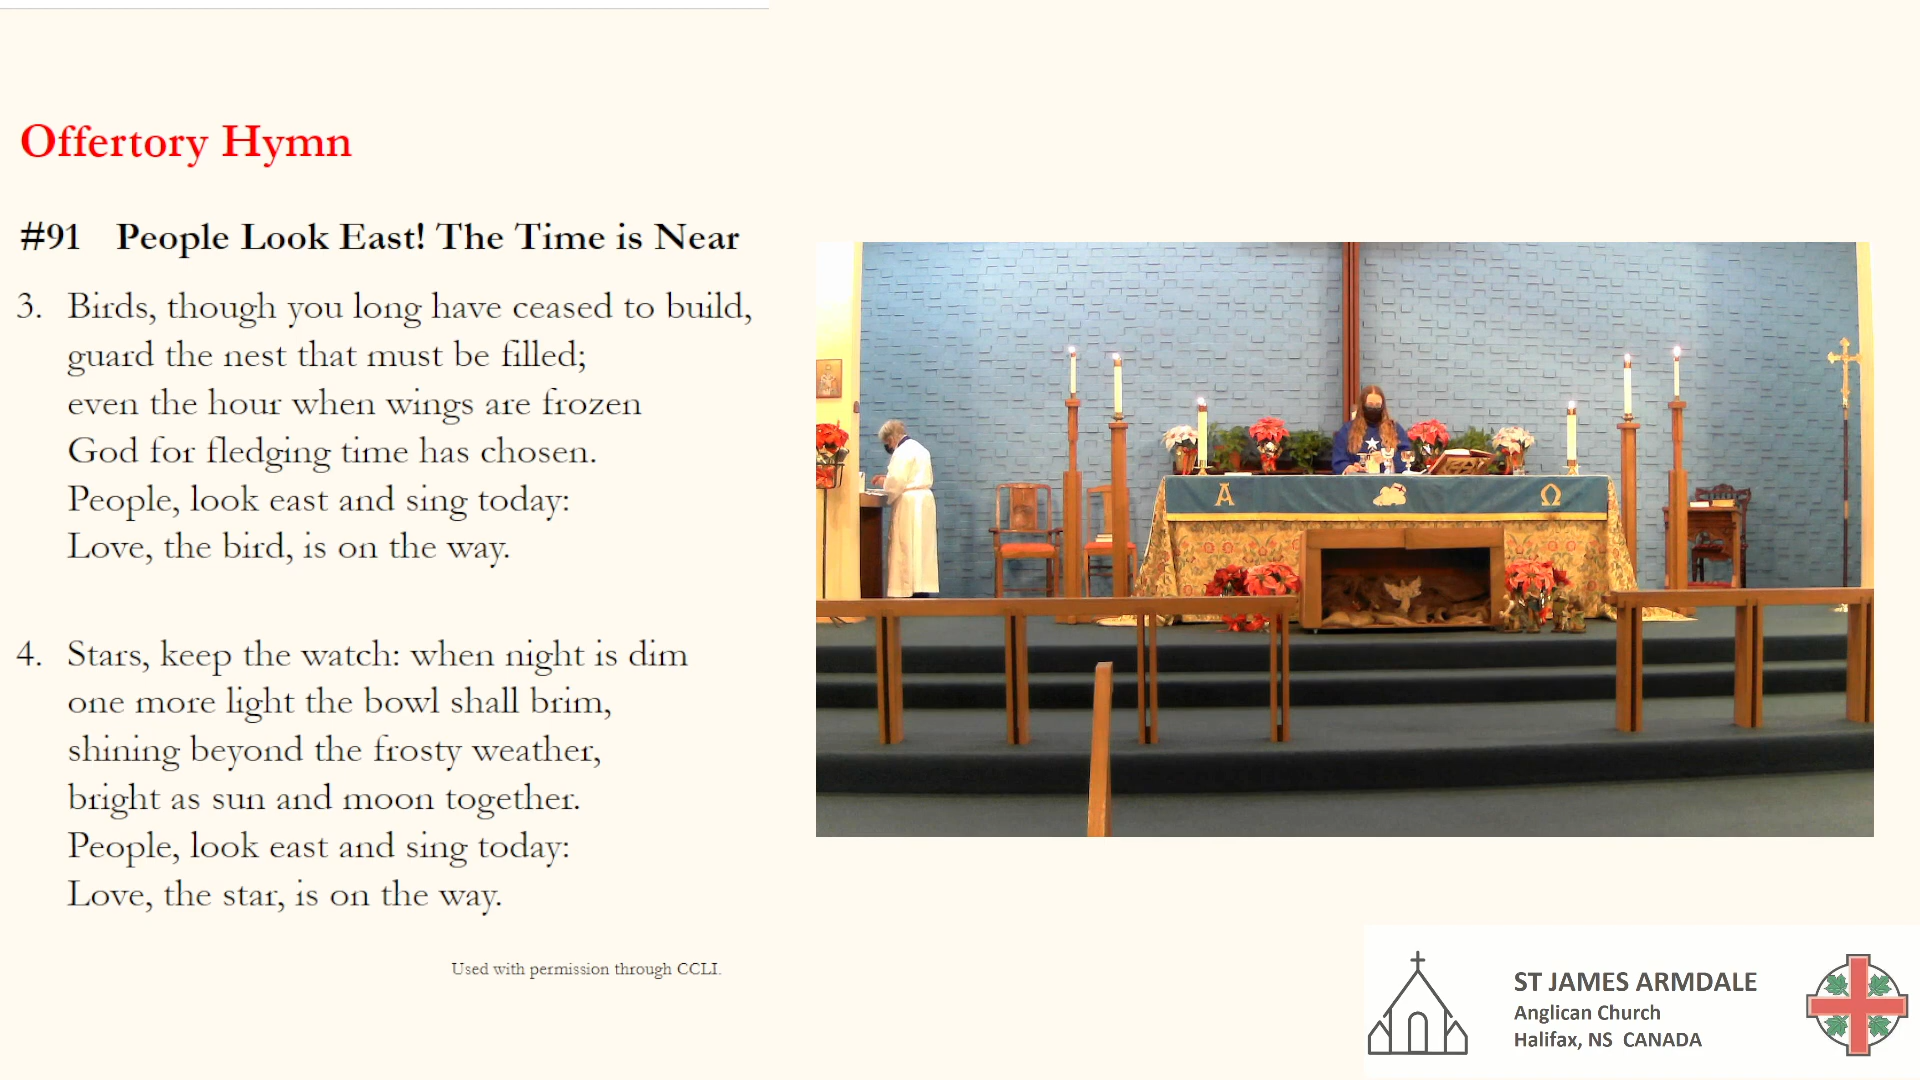 Offertory Hymn
#91 People Look East! The Time is Near
3. Birds, though you long have ceased to build,
guard the nest that must be filled;
even the hour when wings are frozen
God for fledging time has chosen.
People, look east and sing today:
Love, the bird, is on the way.
4. Stars, keep the watch: when night is dim
one more light the bowl shall brim,
shining beyond the frosty weather,
bright as sun and moon together.
People, look east and sing today:
Love, the star, is on the way.
Used with permission through CCLI.
Α Ω
ST JAMES ARMDALE
Anglican Church
Halifax, NS CANADA